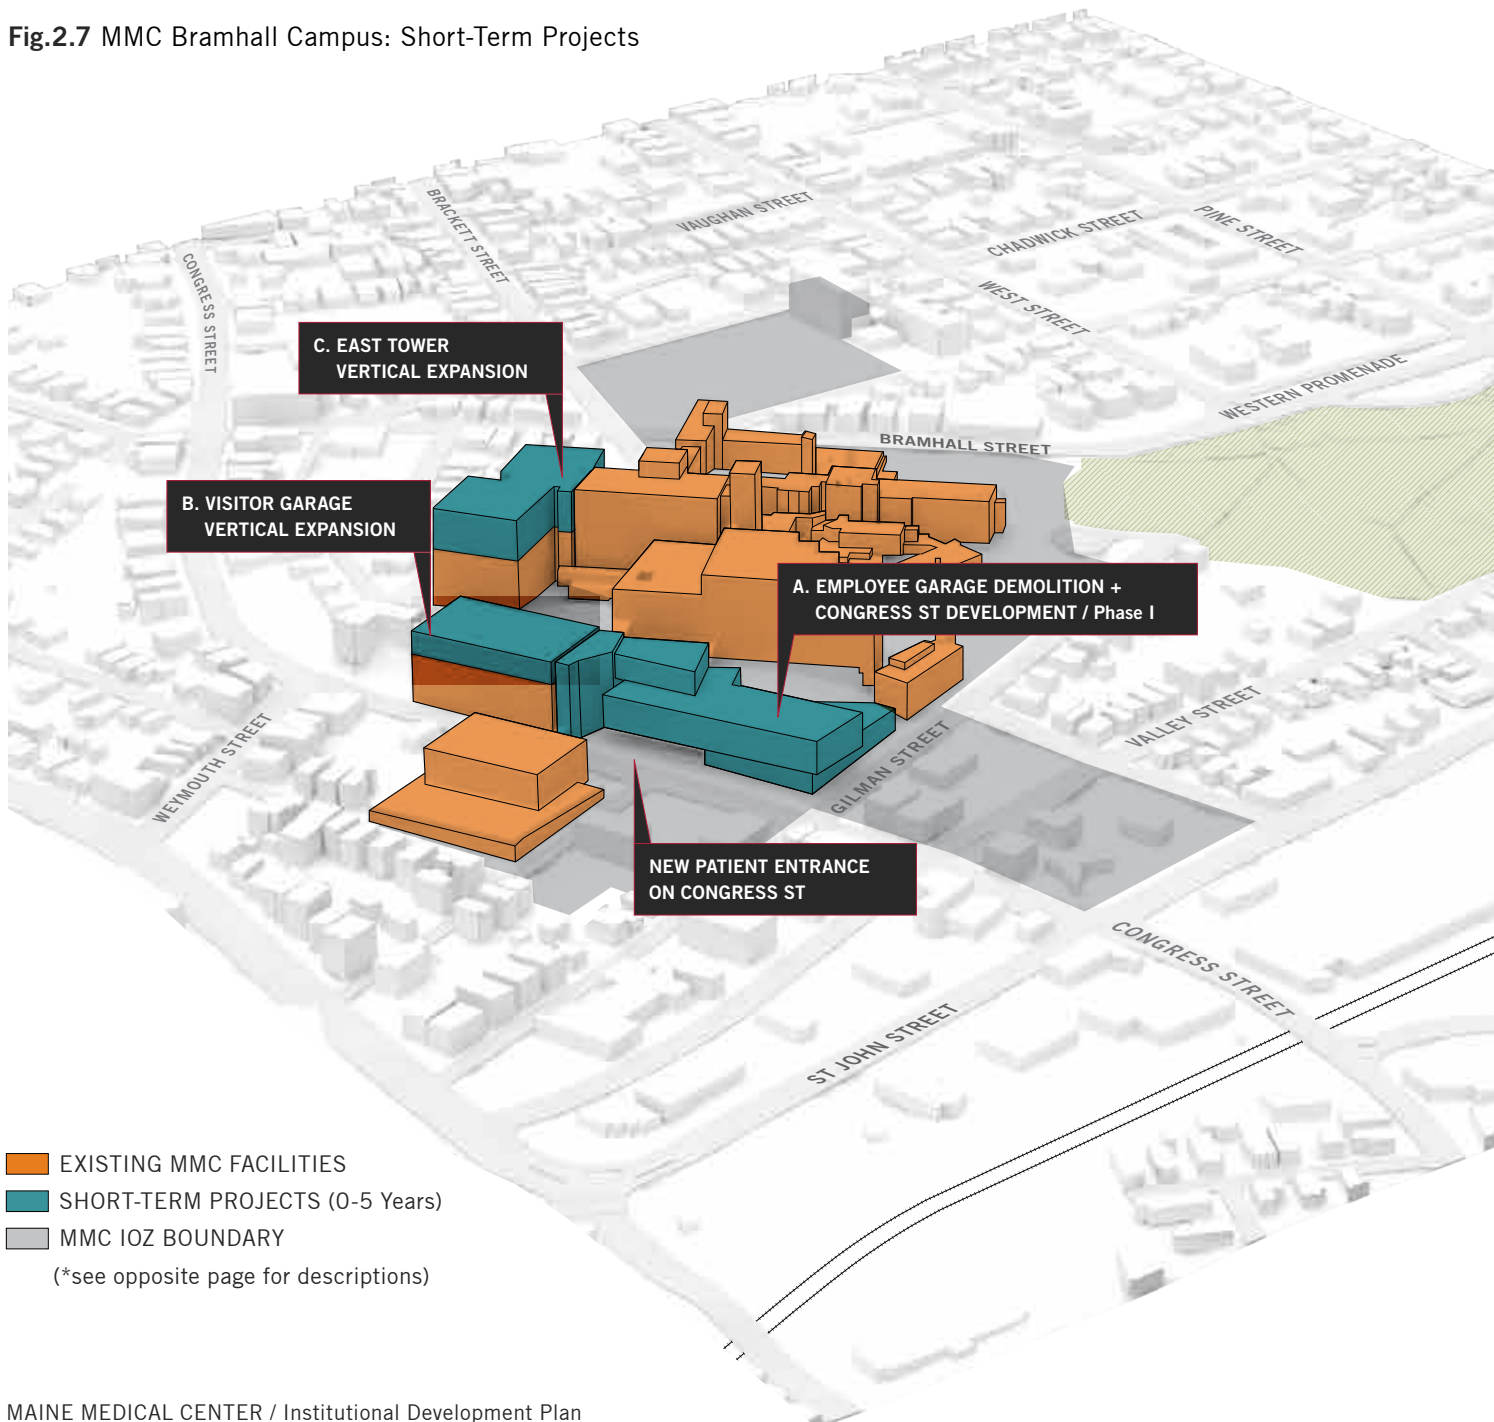 Fig.2.7 MMC Bramhall Campus: Short-Term Projects
BRACKETT STREET
VAUGHAN STREET
CHADWICK STREET
PINE STREET
CONGRESS STREET
WEST STREET
C. EAST TOWER
VERTICAL EXPANSION
WESTERN PROMENADE
BRAMHALL STREET
B. VISITOR GARAGE
VERTICAL EXPANSION
A. EMPLOYEE GARAGE DEMOLITION +
CONGRESS ST DEVELOPMENT / Phase I
WEYMOUTH STREET
VALLEY STREET
GILMAN STREET
NEW PATIENT ENTRANCE
ON CONGRESS ST
CONGRESS STREET
ST JOHN STREET
EXISTING MMC FACILITIES
SHORT-TERM PROJECTS (0-5 Years)
MMC IOZ BOUNDARY
(*see opposite page for descriptions)
MAINE MEDICAL CENTER / Institutional Development Plan